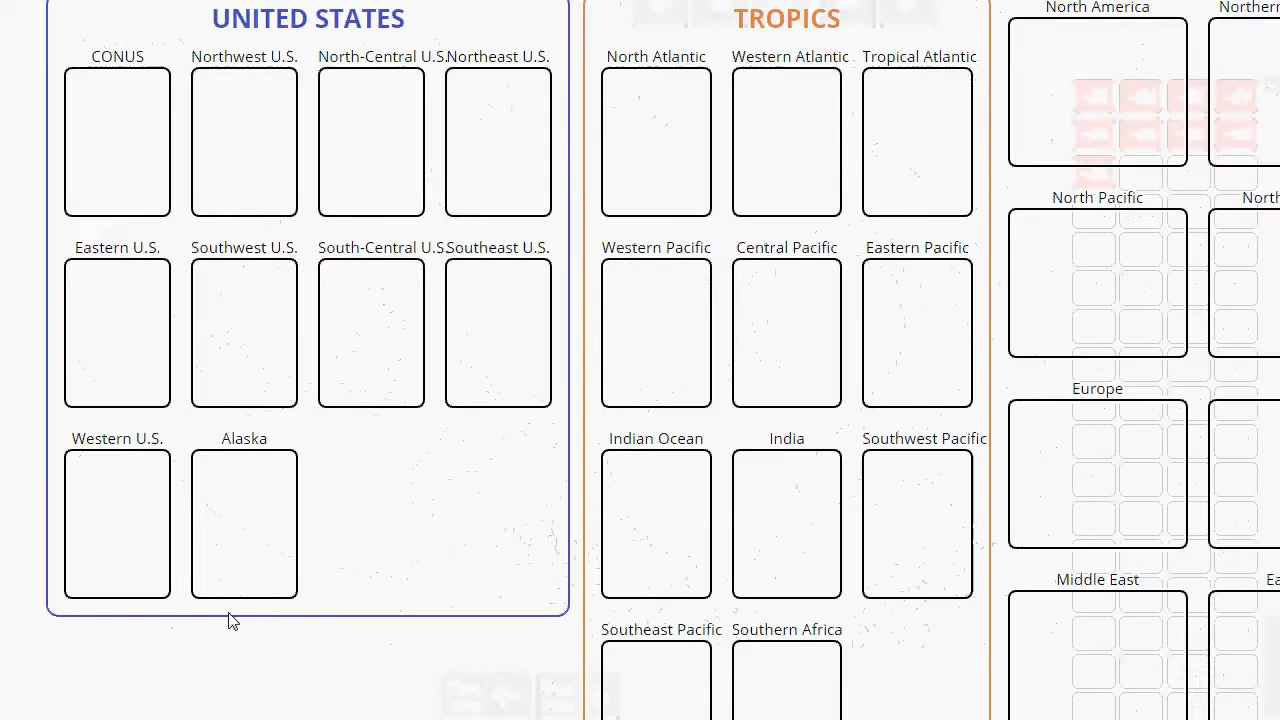 UNITED STATES
CONUS
Northwest U.S.
North-Central U.S.
Northeast U.S.
Eastern U.S.
Southwest U.S.
South-Central U.S.
Southeast U.S.
Western U.S.
Alaska
TROPICS
North Atlantic
Western Atlantic
Tropical Atlantic
Western Pacific
Central Pacific
Eastern Pacific
Indian Ocean
India
Southwest Pacific
Southeast Pacific
Southern Africa
North America
Northern
North Pacific
North
Europe
Middle East
Ea